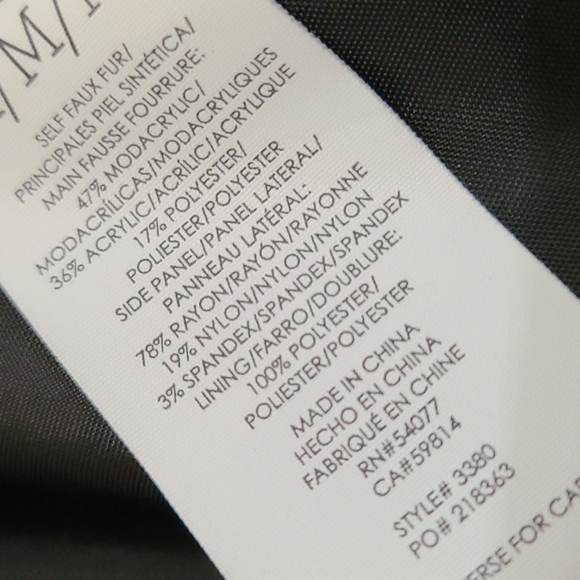 /M/
SELF FAUX FUR/
PRINCIPALES PIEL SINTÉTICA/
MAIN FAUSSE FOURRURE:
47% MODACRYLIC/
MODACRÍLICAS/MODACRYLIQUES
36% ACRYLIC/ACRÍLIC/ACRYLIQUE
17% POLYESTER/
POLIESTER/POLYESTER
SIDE PANEL/PANEL LATERAL/
PANNEAU LATÉRAL:
78% RAYON/RAYÓN/RAYONNE
19% NYLON/NYLON/NYLON
3% SPANDEX/SPANDEX/SPANDEX
LINING/FARRO/DOUBLURE:
100% POLYESTER/
POLIESTER/POLYESTER
MADE IN CHINA
HECHO EN CHINA
FABRIQUÉ EN CHINE
RN#54077
CA#59814
STYLE# 3380
PO# 218363
FOR